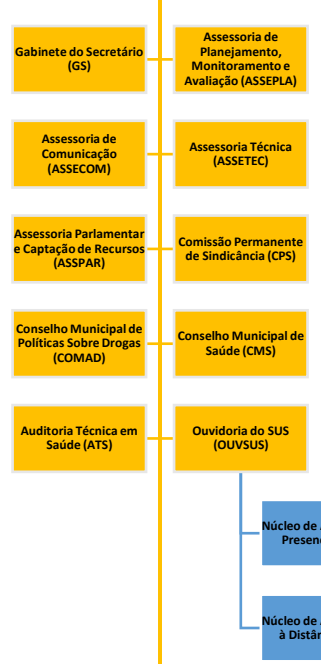 Gabinete do Secretário
(GS)
Assessoria de
Planejamento,
Monitoramento e
Avaliação (ASSEPLA)
Assessoria de
Comunicação
(ASSECOM)
Assessoria Técnica
(ASSETEC)
Assessoria Parlamentar
e Captação de Recursos
(ASSPAR)
Comissão Permanente
de Sindicância (CPS)
Conselho Municipal de
Políticas Sobre Drogas
(COMAD)
Conselho Municipal de
Saúde (CMS)
Auditoria Técnica em
Saúde (ATS)
Ouvidoria do SUS
(OUVSUS)
Núcleo de
Núcleo de
à